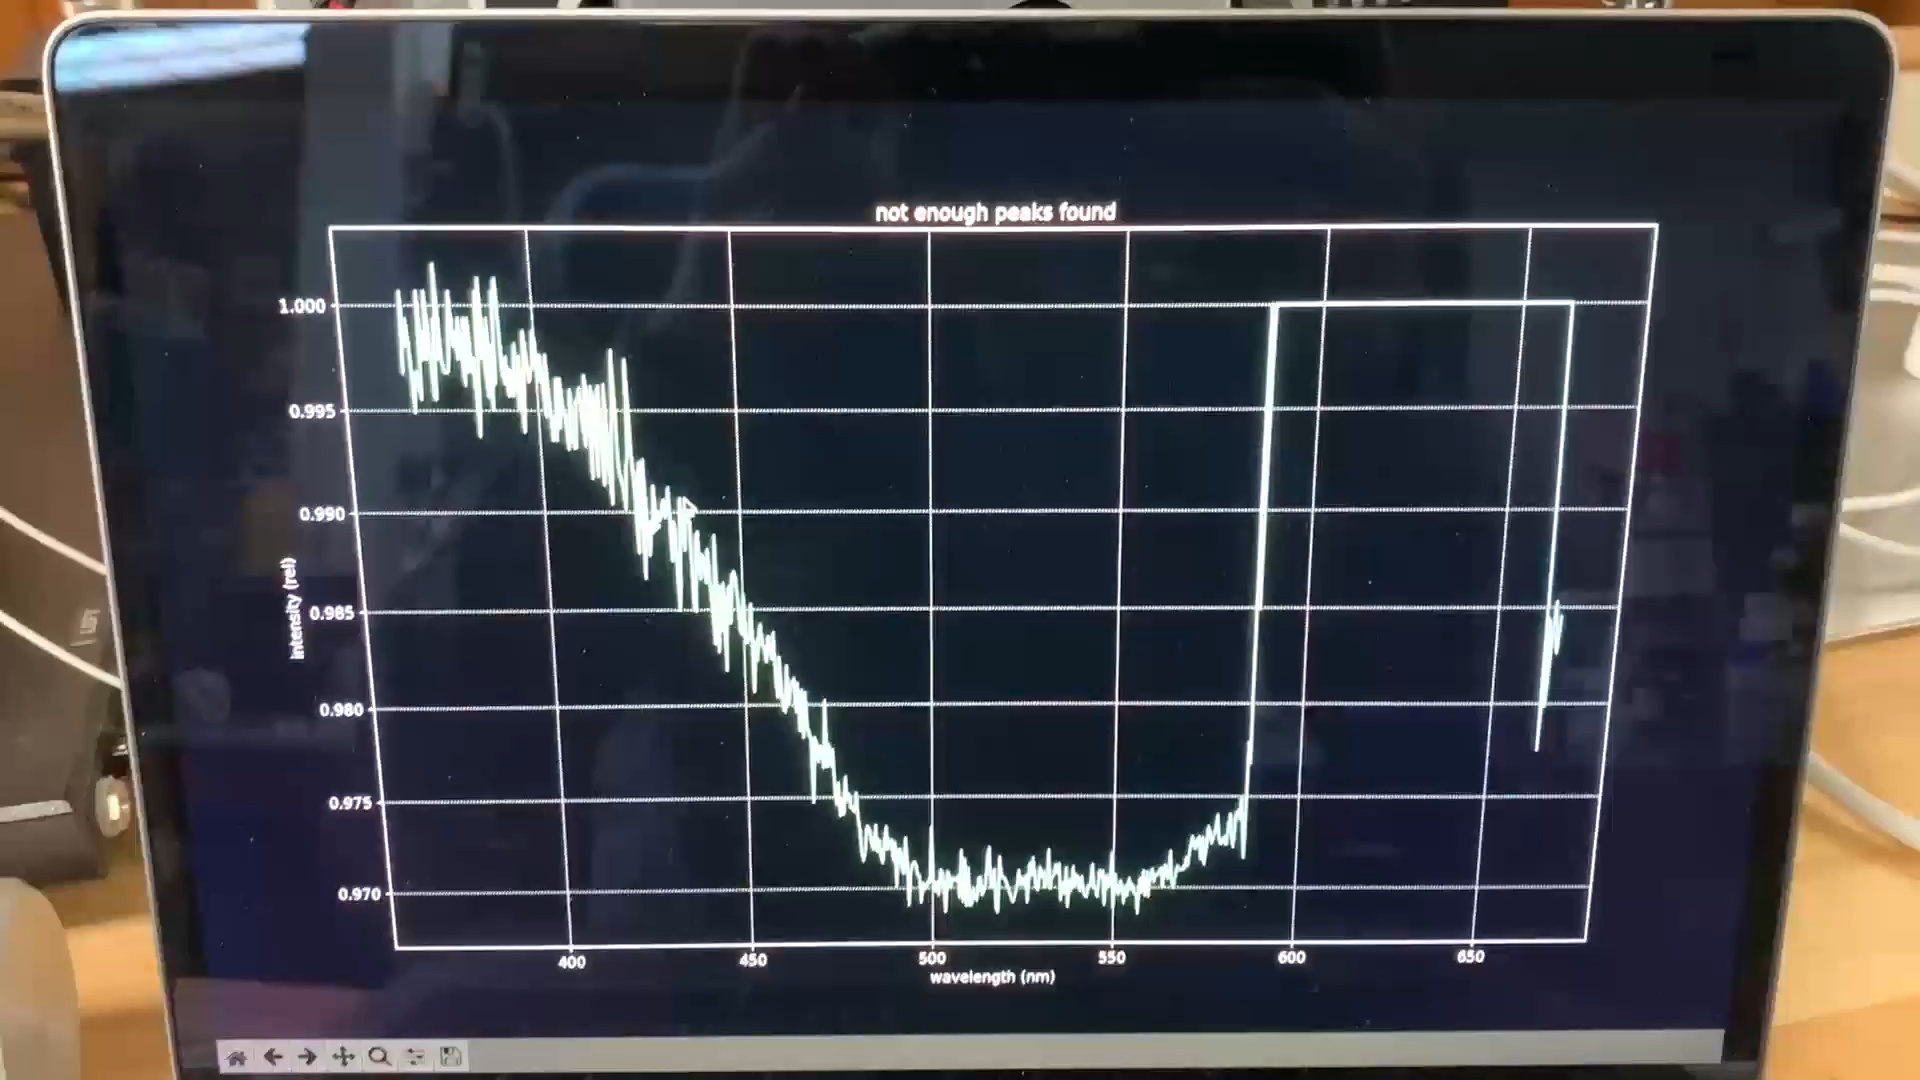 not enough peaks found
1.000
0.995
0.990
0.985
0.980
0.975
0.970
intensity (rel)
400 450 500 550 600 650
wavelength (nm)